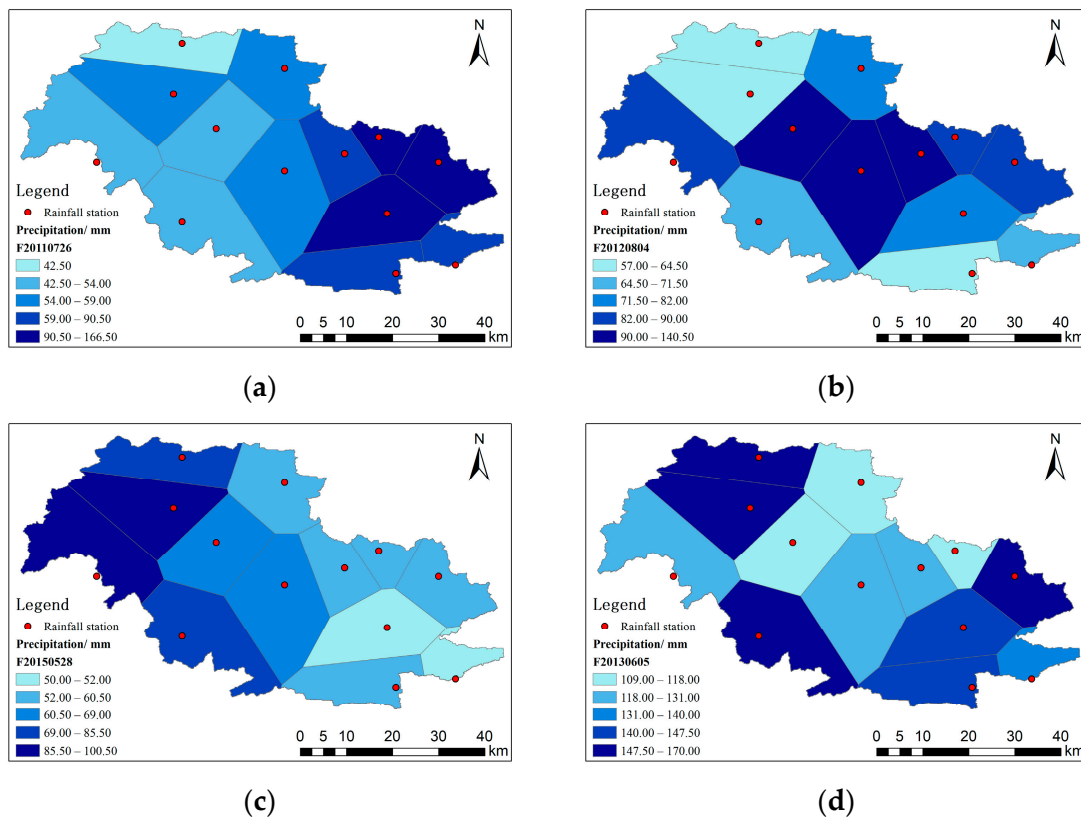 N
Legend
Rainfall station
Precipitation/ mm
F20110726
42.50
42.50 – 54.00
54.00 – 59.00
59.00 – 90.50
90.50 – 166.50
0 5 10 20 30 40
km
(a)
N
Legend
Rainfall station
Precipitation/ mm
F20120804
57.00 – 64.50
64.50 – 71.50
71.50 – 82.00
82.00 – 90.00
90.00 – 140.50
0 5 10 20 30 40
km
(b)
N
Legend
Rainfall station
Precipitation/ mm
F20150528
50.00 – 52.00
52.00 – 60.50
60.50 – 69.00
69.00 – 85.50
85.50 – 100.50
0 5 10 20 30 40
km
(c)
N
Legend
Rainfall station
Precipitation/ mm
F20130605
109.00 – 118.00
118.00 – 131.00
131.00 – 140.00
140.00 – 147.50
147.50 – 170.00
0 5 10 20 30 40
km
(d)